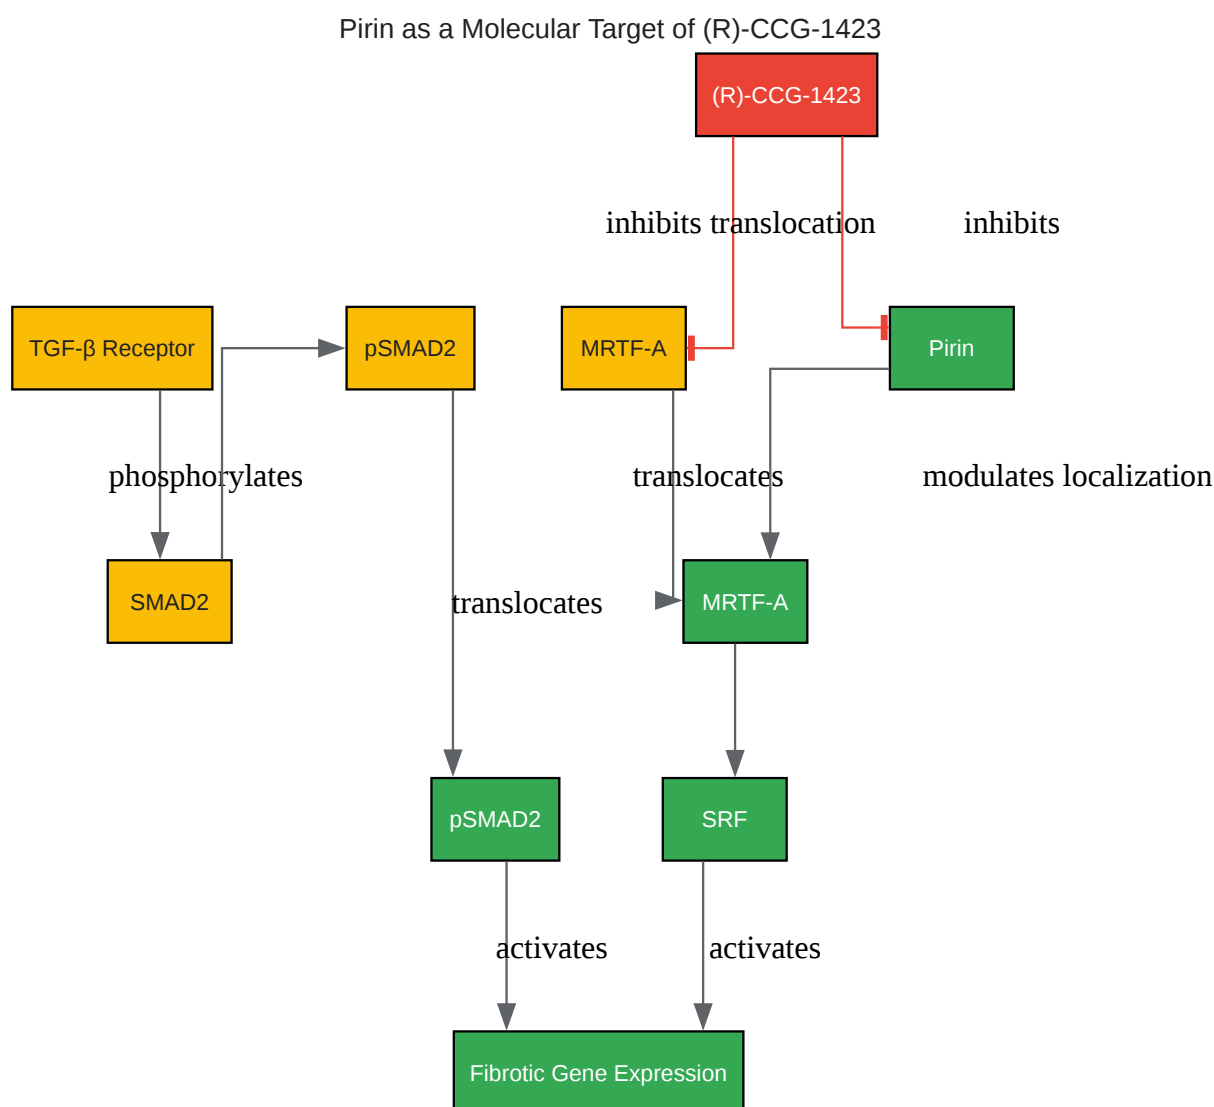 Pirin as a Molecular Target of (R)-CCG-1423
(R)-CCG-1423
inhibits translocation
inhibits
TGF-β Receptor
pSMAD2
MRTF-A
Pirin
phosphorylates
translocates
modulates localization
SMAD2
translocates
MRTF-A
pSMAD2
SRF
activates
activates
Fibrotic Gene Expression